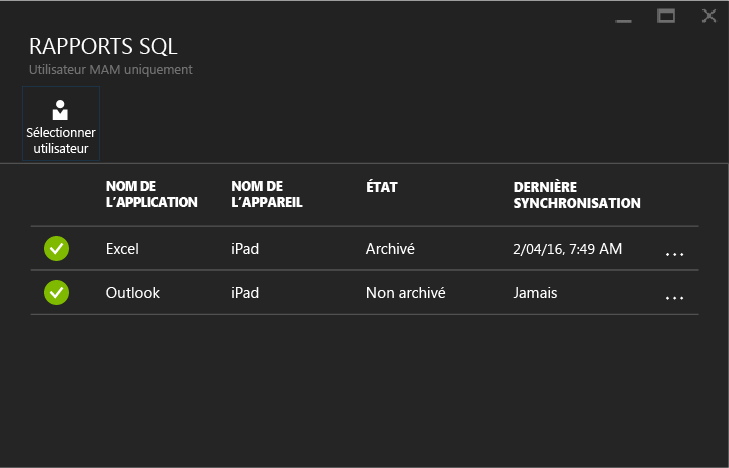 RAPPORTS SQL
Utilisateur MAM uniquement
Sélectionner
utilisateur
NOM DE
L'APPLICATION
NOM DE
L'APPAREIL
ÉTAT
DERNIÈRE
SYNCHRONISATION
Excel iPad Archivé 2/04/16, 7:49 AM ...
Outlook iPad Non archivé Jamais ...